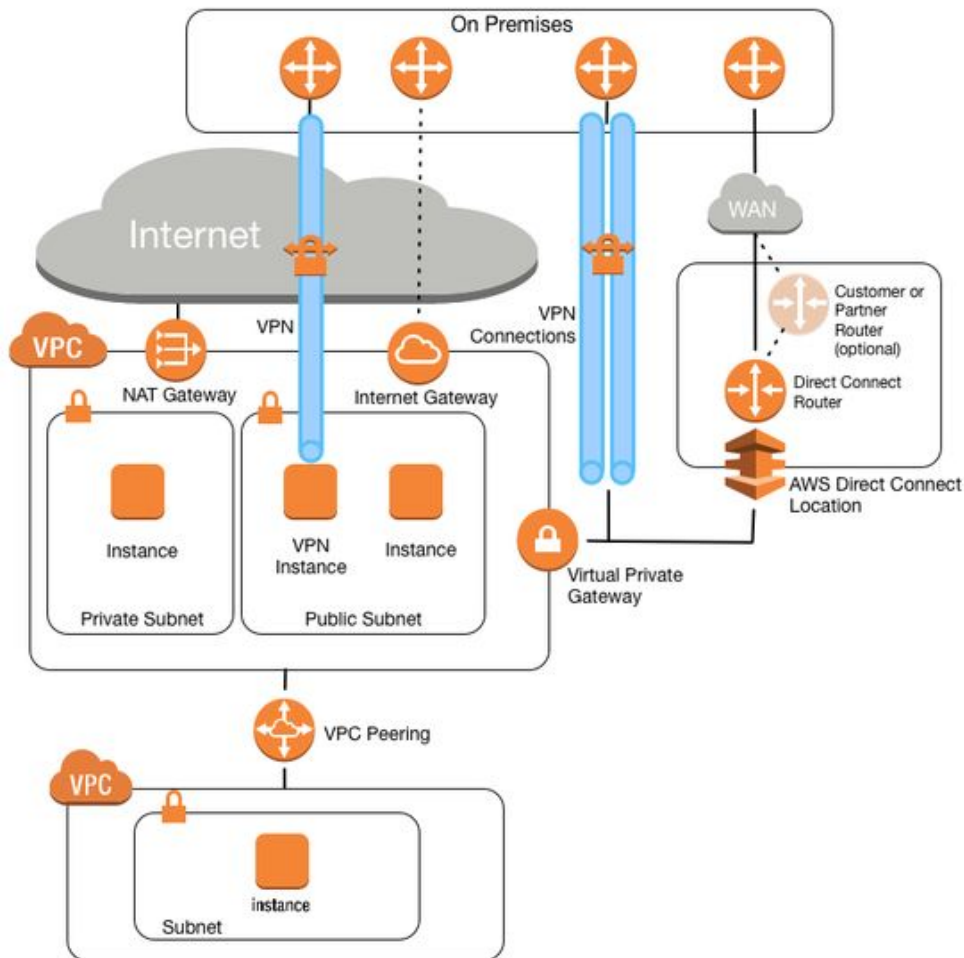 On Premises
Internet
WAN
VPN
VPN
Connections
Customer or
Partner
Router
(optional)
VPC
NAT Gateway
Internet Gateway
Direct Connect
Router
AWS Direct Connect
Location
Instance
VPN
Instance
Instance
Virtual Private
Gateway
Private Subnet
Public Subnet
VPC Peering
VPC
instance
Subnet